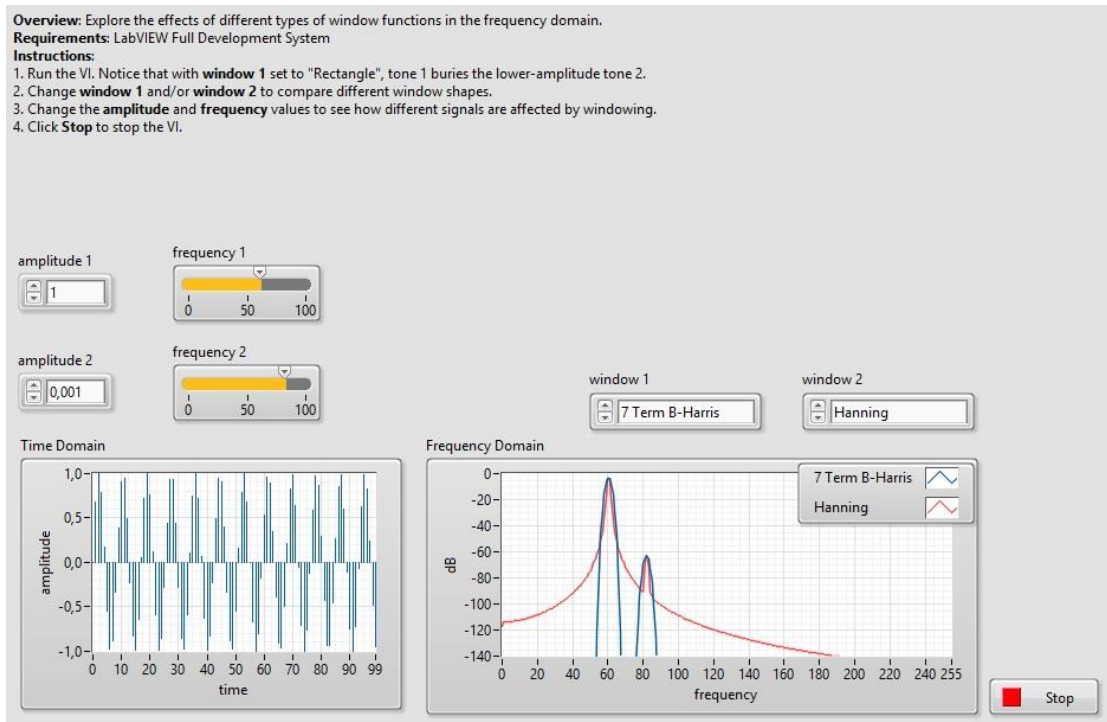 Overview: Explore the effects of different types of window functions in the frequency domain.
Requirements: LabVIEW Full Development System
Instructions:
1. Run the VI. Notice that with window 1 set to "Rectangle", tone 1 buries the lower-amplitude tone 2.
2. Change window 1 and/or window 2 to compare different window shapes.
3. Change the amplitude and frequency values to see how different signals are affected by windowing.
4. Click Stop to stop the VI.
amplitude 1
1
frequency 1
0 50 100
amplitude 2
0,001
frequency 2
0 50 100
window 1
7 Term B-Harris
window 2
Hanning
Time Domain
amplitude
1,0
0,5
0,0
-0,5
-1,0
0 10 20 30 40 50 60 70 80 90 99
time
Frequency Domain
7 Term B-Harris
Hanning
dB
0
-20
-40
-60
-80
-100
-120
-140
0 20 40 60 80 100 120 140 160 180 200 220 240 255
frequency
Stop